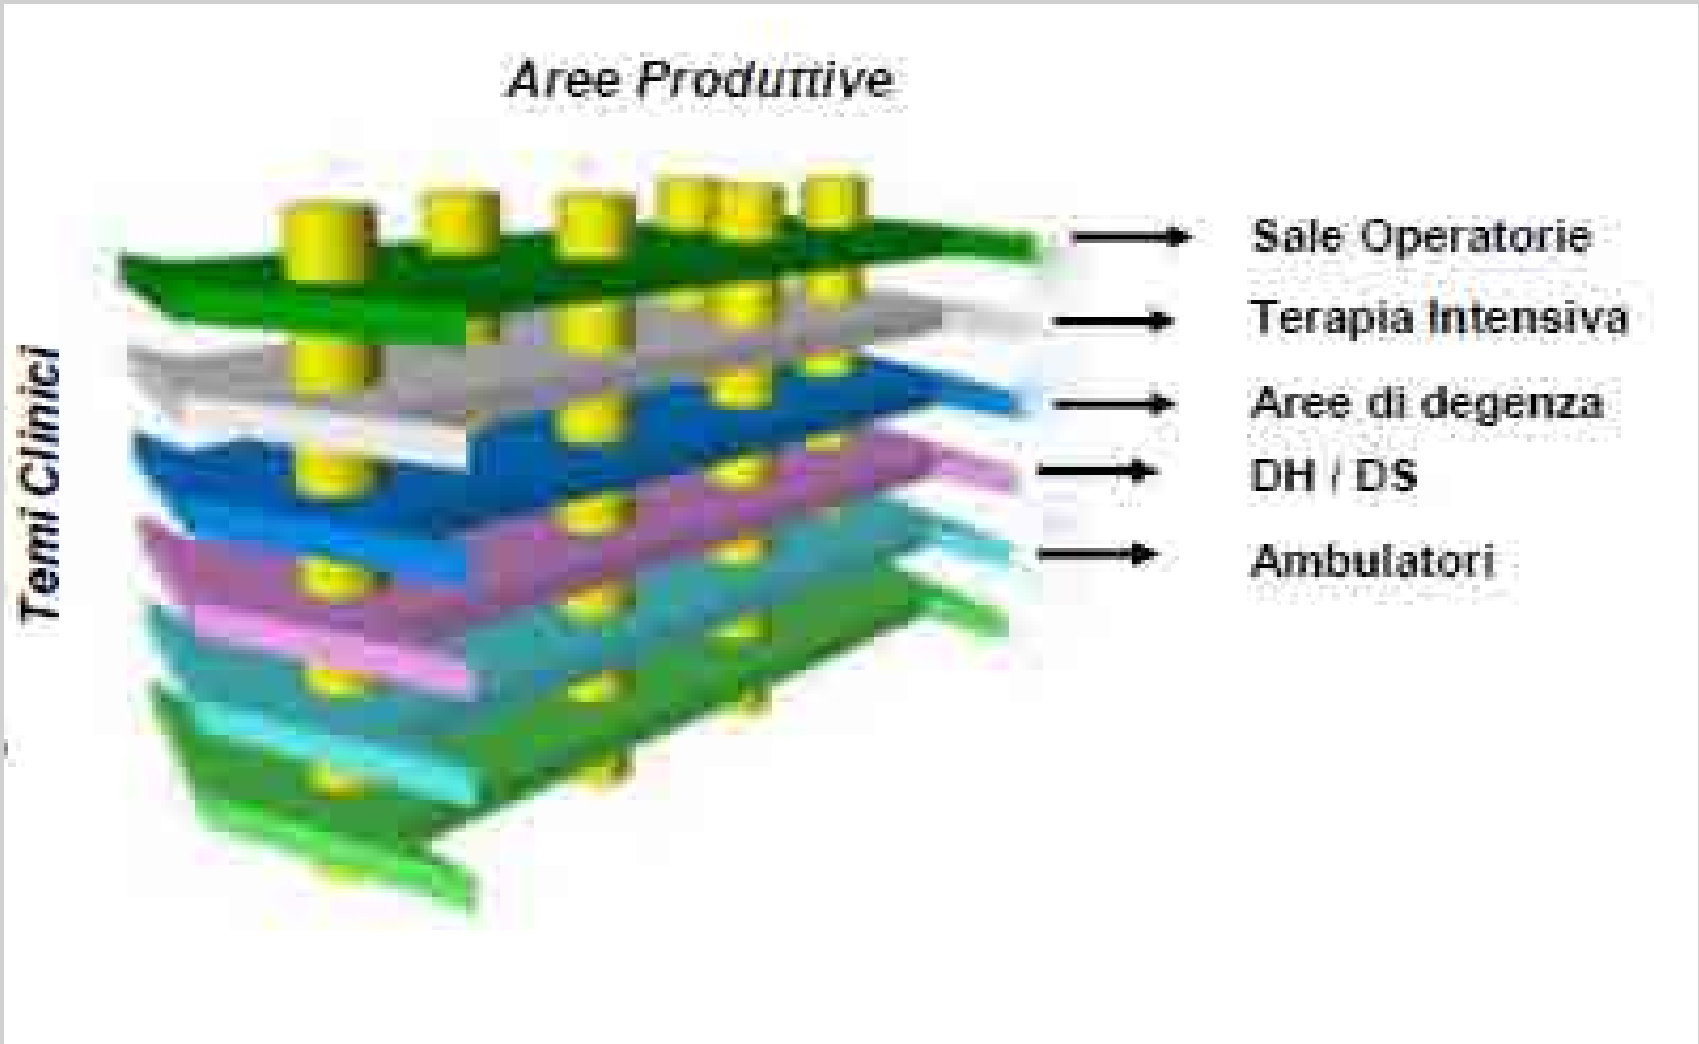 Aree Produttive
Temi Clinici
Sale Operatorie
Terapia Intensiva
Aree di degenza
DH / DS
Ambulatori